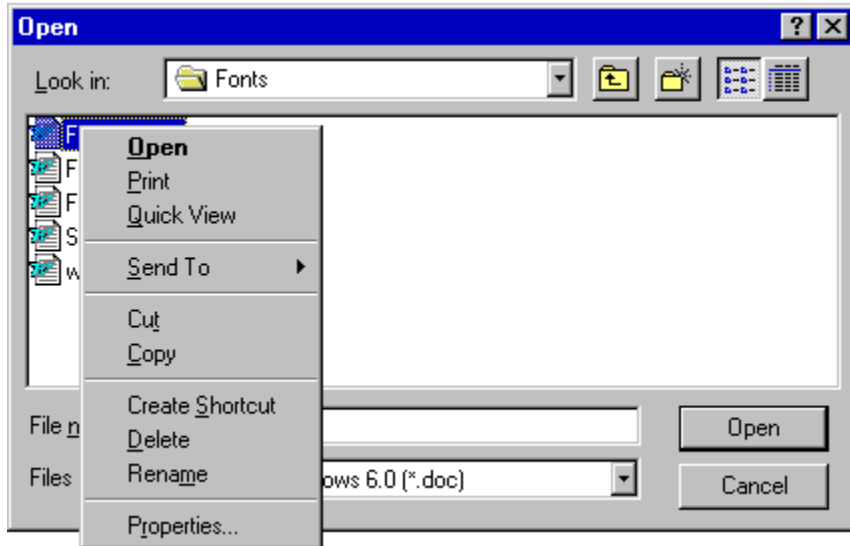 Open
Look in: Fonts
F
F
F
S
w
Open
Print
Quick View
Send To
Cut
Copy
Create Shortcut
Delete
Rename
Properties...
File n
Open
Files
ows 6.0 (*.doc)
Cancel